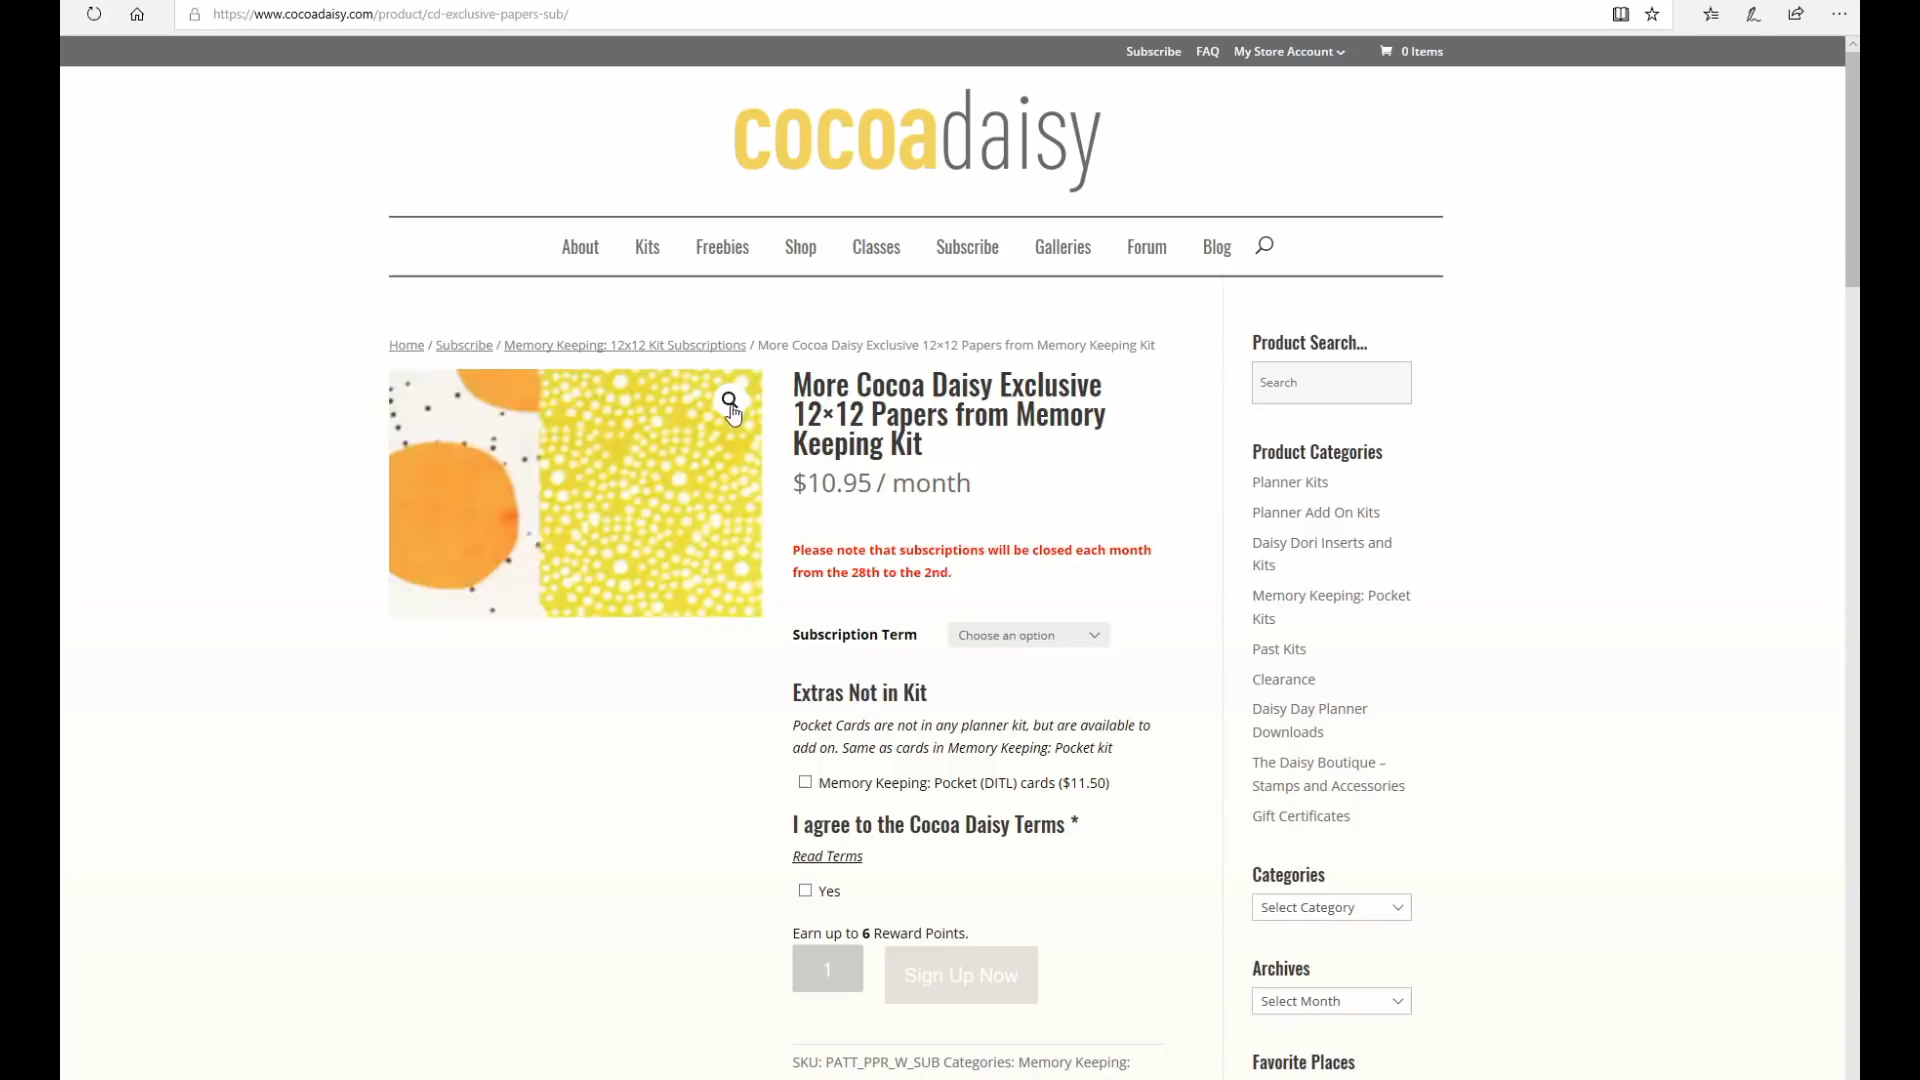 https://www.cocoadaisy.com/product/cd-exclusive-papers-sub/
Subscribe FAQ My Store Account 0 Items
cocoadaisy
About Kits Freebies Shop Classes Subscribe Galleries Forum Blog
Home / Subscribe / Memory Keeping: 12x12 Kit Subscriptions / More Cocoa Daisy Exclusive 12×12 Papers from Memory Keeping Kit
More Cocoa Daisy Exclusive
12×12 Papers from Memory
Keeping Kit
$10.95 / month
Please note that subscriptions will be closed each month
from the 28th to the 2nd.
Subscription Term Choose an option
Extras Not in Kit
Pocket Cards are not in any planner kit, but are available to
add on. Same as cards in Memory Keeping: Pocket kit
Memory Keeping: Pocket (DITL) cards ($11.50)
I agree to the Cocoa Daisy Terms *
Read Terms
Yes
Earn up to 6 Reward Points.
1 Sign Up Now
SKU: PATT_PPR_W_SUB Categories: Memory Keeping:
Product Search...
Search
Product Categories
Planner Kits
Planner Add On Kits
Daisy Dori Inserts and
Kits
Memory Keeping: Pocket
Kits
Past Kits
Clearance
Daisy Day Planner
Downloads
The Daisy Boutique –
Stamps and Accessories
Gift Certificates
Categories
Select Category
Archives
Select Month
Favorite Places